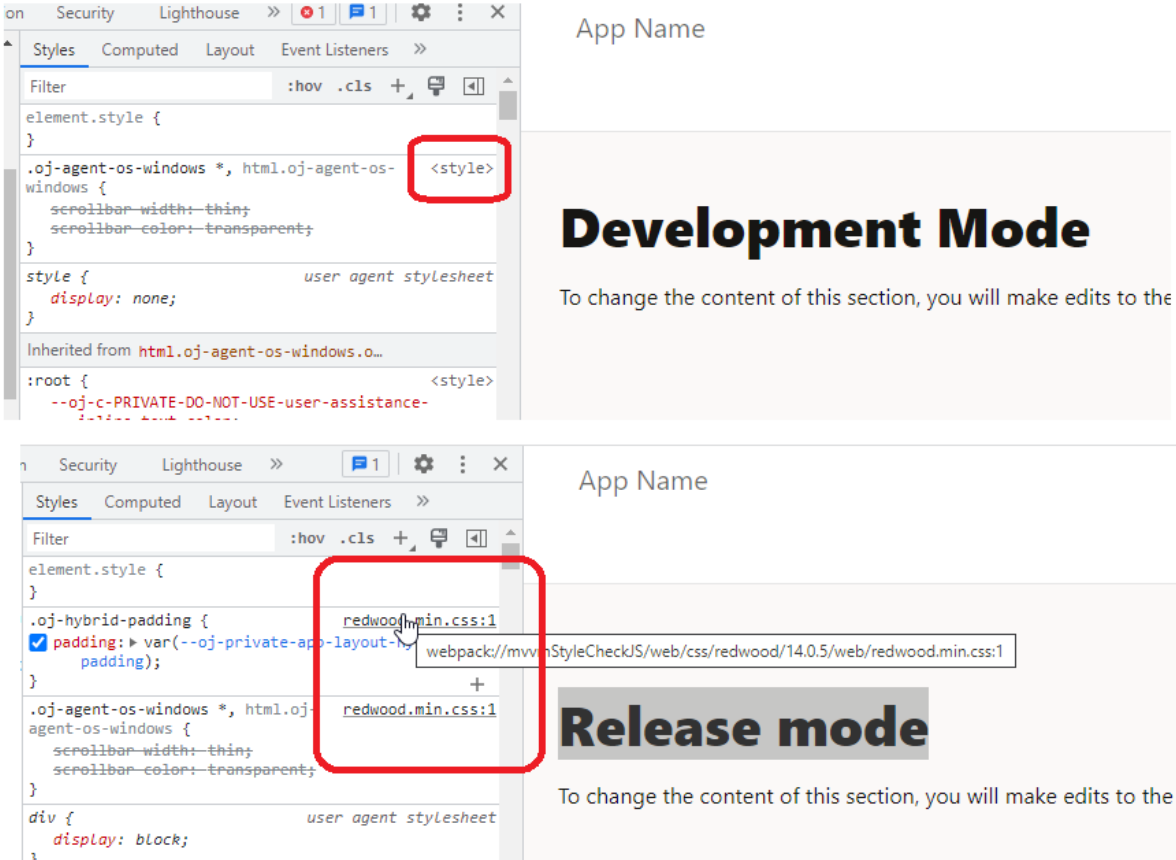 on Security Lighthouse » 1 1
App Name
Styles Computed Layout Event Listeners »
Filter :hov .cls +
element.style {
}
.oj-agent-os-windows *, html.oj-agent-os- <style>
windows {
scrollbar-width: thin;
scrollbar-color: transparent;
}
Development Mode
style { user agent stylesheet
display: none;
}
To change the content of this section, you will make edits to the
Inherited from html.oj-agent-os-windows.o…
:root { <style>
--oj-c-PRIVATE-DO-NOT-USE-user-assistance-
inline-text-color:
n Security Lighthouse » 1
App Name
Styles Computed Layout Event Listeners »
Filter :hov .cls +
element.style {
}
.oj-hybrid-padding { redwood.min.css:1
padding: var(--oj-private-app-layout-hy
padding);
}
webpack://mvvmStyleCheckJS/web/css/redwood/14.0.5/web/redwood.min.css:1
+
.oj-agent-os-windows *, html.oj- redwood.min.css:1
agent-os-windows {
scrollbar-width: thin;
scrollbar-color: transparent;
}
Release mode
To change the content of this section, you will make edits to the
div { user agent stylesheet
display: block;
}